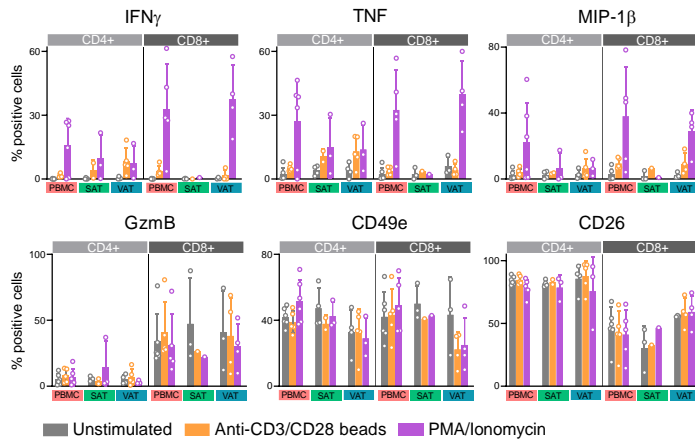 IFNγ TNF MIP-1β
CD4+ CD8+ CD4+ CD8+ CD4+ CD8+
% positive cells
60 60 80
30 30 40
0 0 0
PBMC SAT VAT PBMC SAT VAT PBMC SAT VAT PBMC SAT VAT PBMC SAT VAT PBMC SAT VAT
GzmB CD49e CD26
CD4+ CD8+ CD4+ CD8+ CD4+ CD8+
% positive cells
100 80 100
50 40 50
0 0 0
PBMC SAT VAT PBMC SAT VAT PBMC SAT VAT PBMC SAT VAT PBMC SAT VAT PBMC SAT VAT
Unstimulated Anti-CD3/CD28 beads PMA/Ionomycin